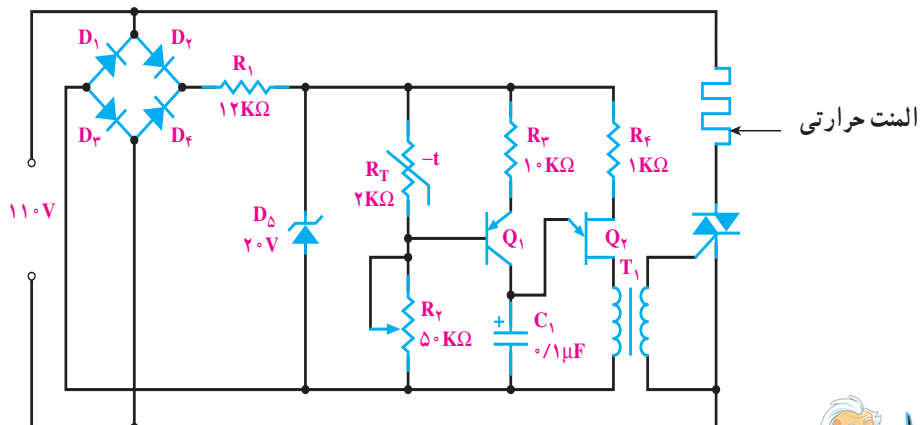 D۱
D۲
R۱
۱۲KΩ
D۳
D۴
۱۱۰V
D۵
۲۰V
RT
–t
۲KΩ
R۲
۵۰KΩ
R۳
۱۰KΩ
Q۱
+
C۱
۰/۱μF
R۴
۱KΩ
Q۲
T۱
المنت حرارتی